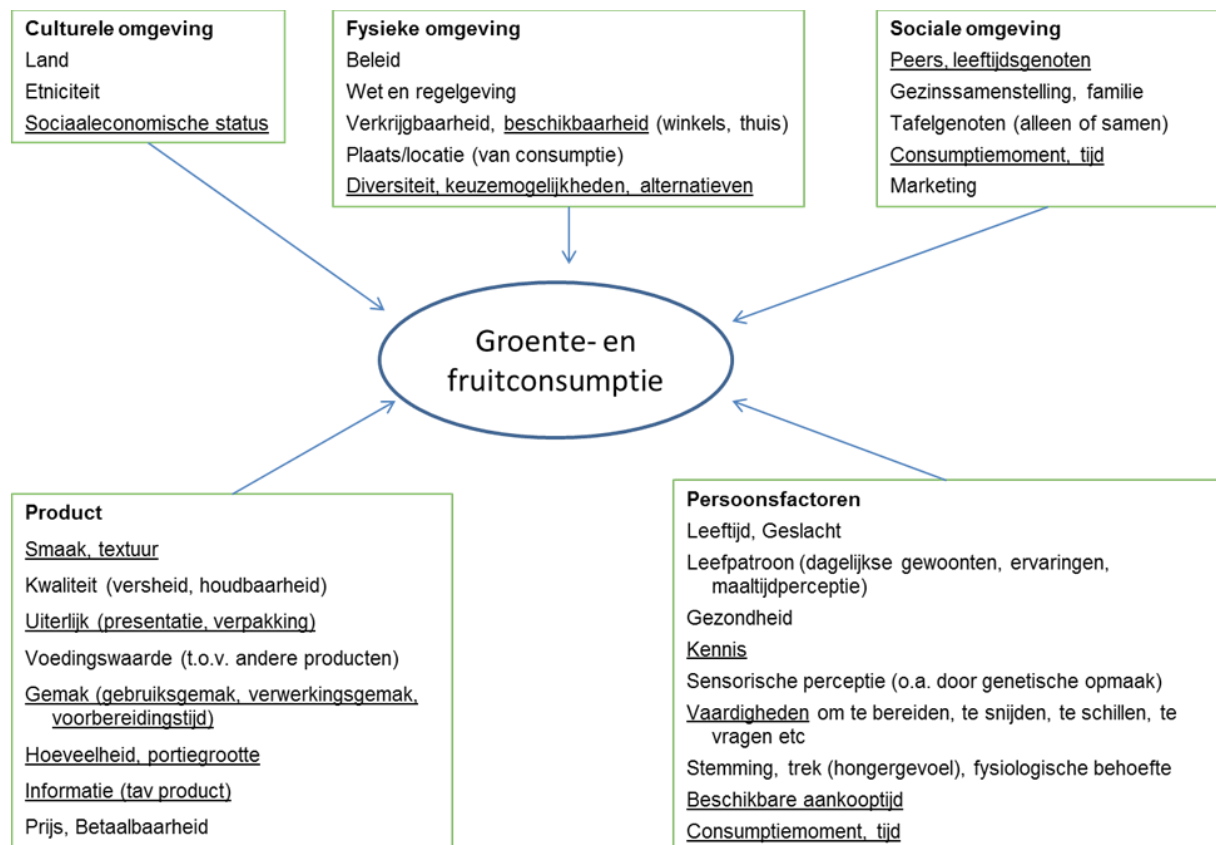 Culturele omgeving
Land
Etniciteit
Sociaaleconomische status
Fysieke omgeving
Beleid
Wet en regelgeving
Verkrijgbaarheid, beschikbaarheid (winkels, thuis)
Plaats/locatie (van consumptie)
Diversiteit, keuzemogelijkheden, alternatieven
Sociale omgeving
Peers, leeftijdsgenoten
Gezinssamenstelling, familie
Tafelgenoten (alleen of samen)
Consumptiemoment, tijd
Marketing
Groente- en
fruitconsumptie
Product
Smaak, textuur
Kwaliteit (versheid, houdbaarheid)
Uiterlijk (presentatie, verpakking)
Voedingswaarde (t.o.v. andere producten)
Gemak (gebruiksgemak, verwerkingsgemak,
voorbereidingstijd)
Hoeveelheid, portiegrootte
Informatie (tav product)
Prijs, Betaalbaarheid
Persoonsfactoren
Leeftijd, Geslacht
Leefpatroon (dagelijkse gewoonten, ervaringen,
maaltijdperceptie)
Gezondheid
Kennis
Sensorische perceptie (o.a. door genetische opmaak)
Vaardigheden om te bereiden, te snijden, te schillen, te
vragen etc
Stemming, trek (hongergevoel), fysiologische behoefte
Beschikbare aankooptijd
Consumptiemoment, tijd